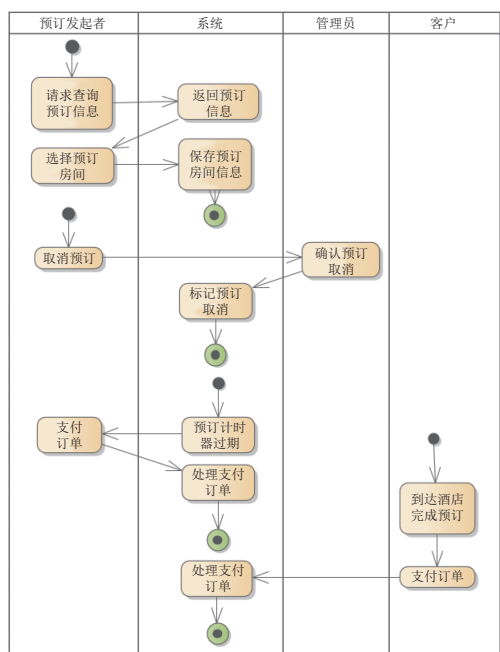 预订发起者
系统
管理员
客户
请求查询
预订信息
返回预订
信息
选择预订
房间
保存预订
房间信息
取消预订
确认预订
取消
标记预订
取消
支付
订单
预订计时
器过期
处理支付
订单
到达酒店
完成预订
处理支付
订单
支付订单